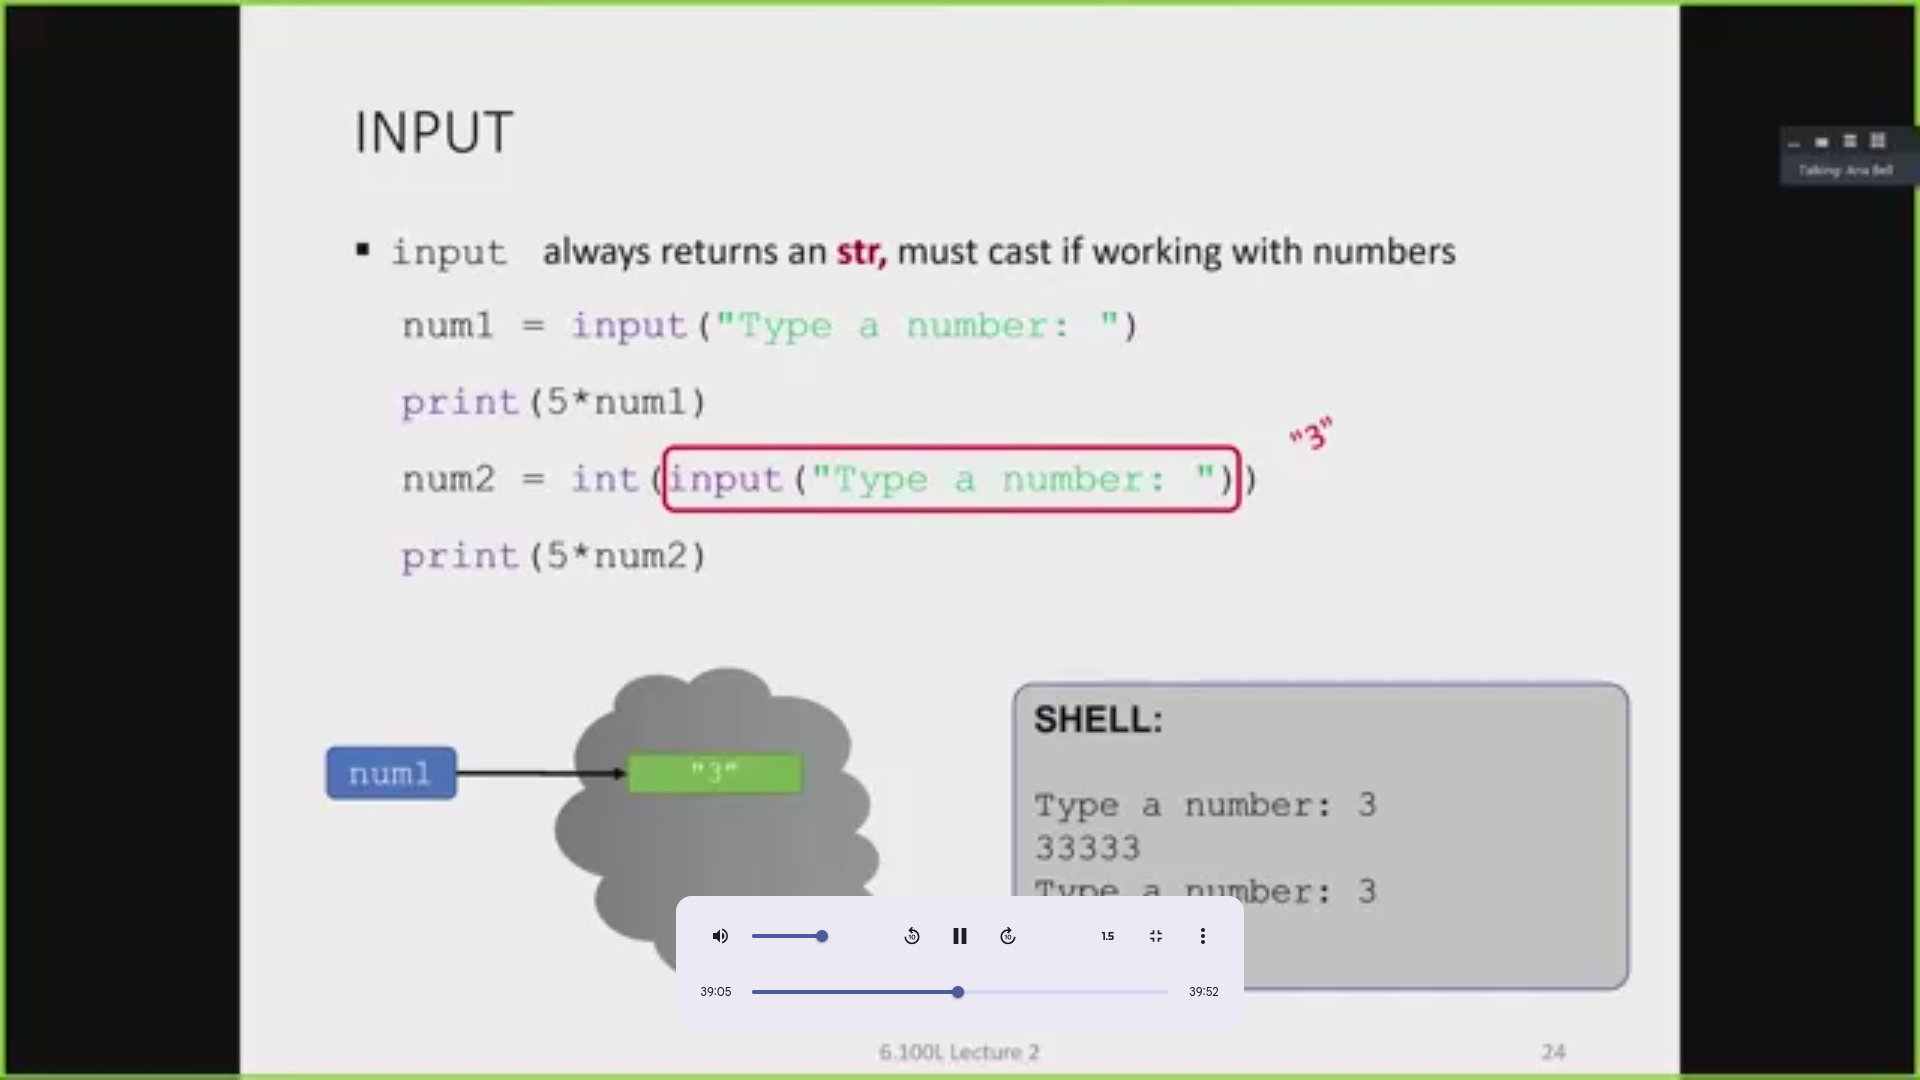 Talking: Ana Bell
INPUT
▪ input always returns an str, must cast if working with numbers
num1 = input("Type a number: ")
print(5*num1)
"3"
num2 = int(input("Type a number: "))
print(5*num2)
num1
"3"
SHELL:
Type a number: 3
33333
Type a number: 3
10
10
1.5
39:05
39:52
6.100L Lecture 2
24